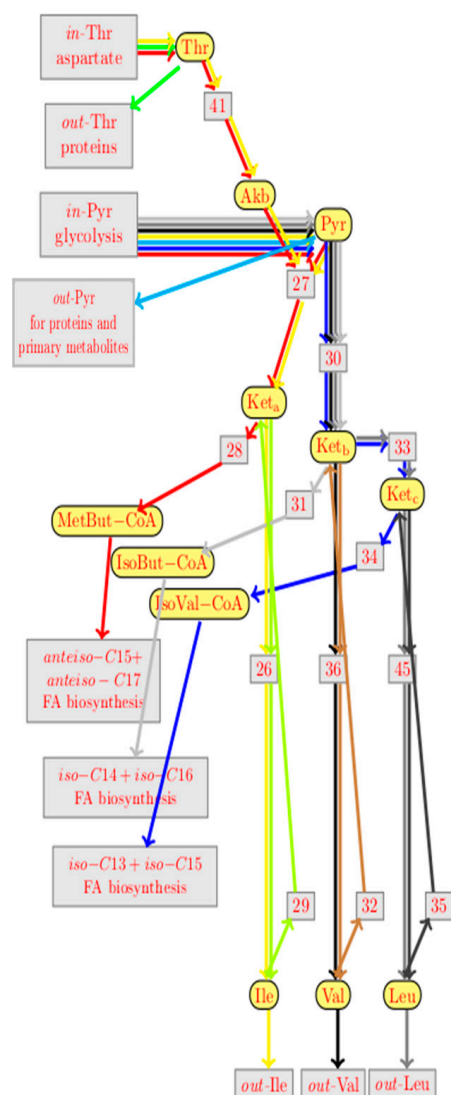 in-Thr
aspartate
Thr
out-Thr
proteins
41
Akb
in-Pyr
glycolysis
Pyr
27
out-Pyr
for proteins and
primary metabolites
30
Ket_a
28
Ket_b
33
Ket_c
31
MetBut−CoA
IsoBut−CoA
34
IsoVal−CoA
anteiso−C15+
anteiso−C17
FA biosynthesis
26
36
45
iso−C14+iso−C16
FA biosynthesis
iso−C13+iso−C15
FA biosynthesis
29
32
35
Ile
Val
Leu
out-Ile
out-Val
out-Leu